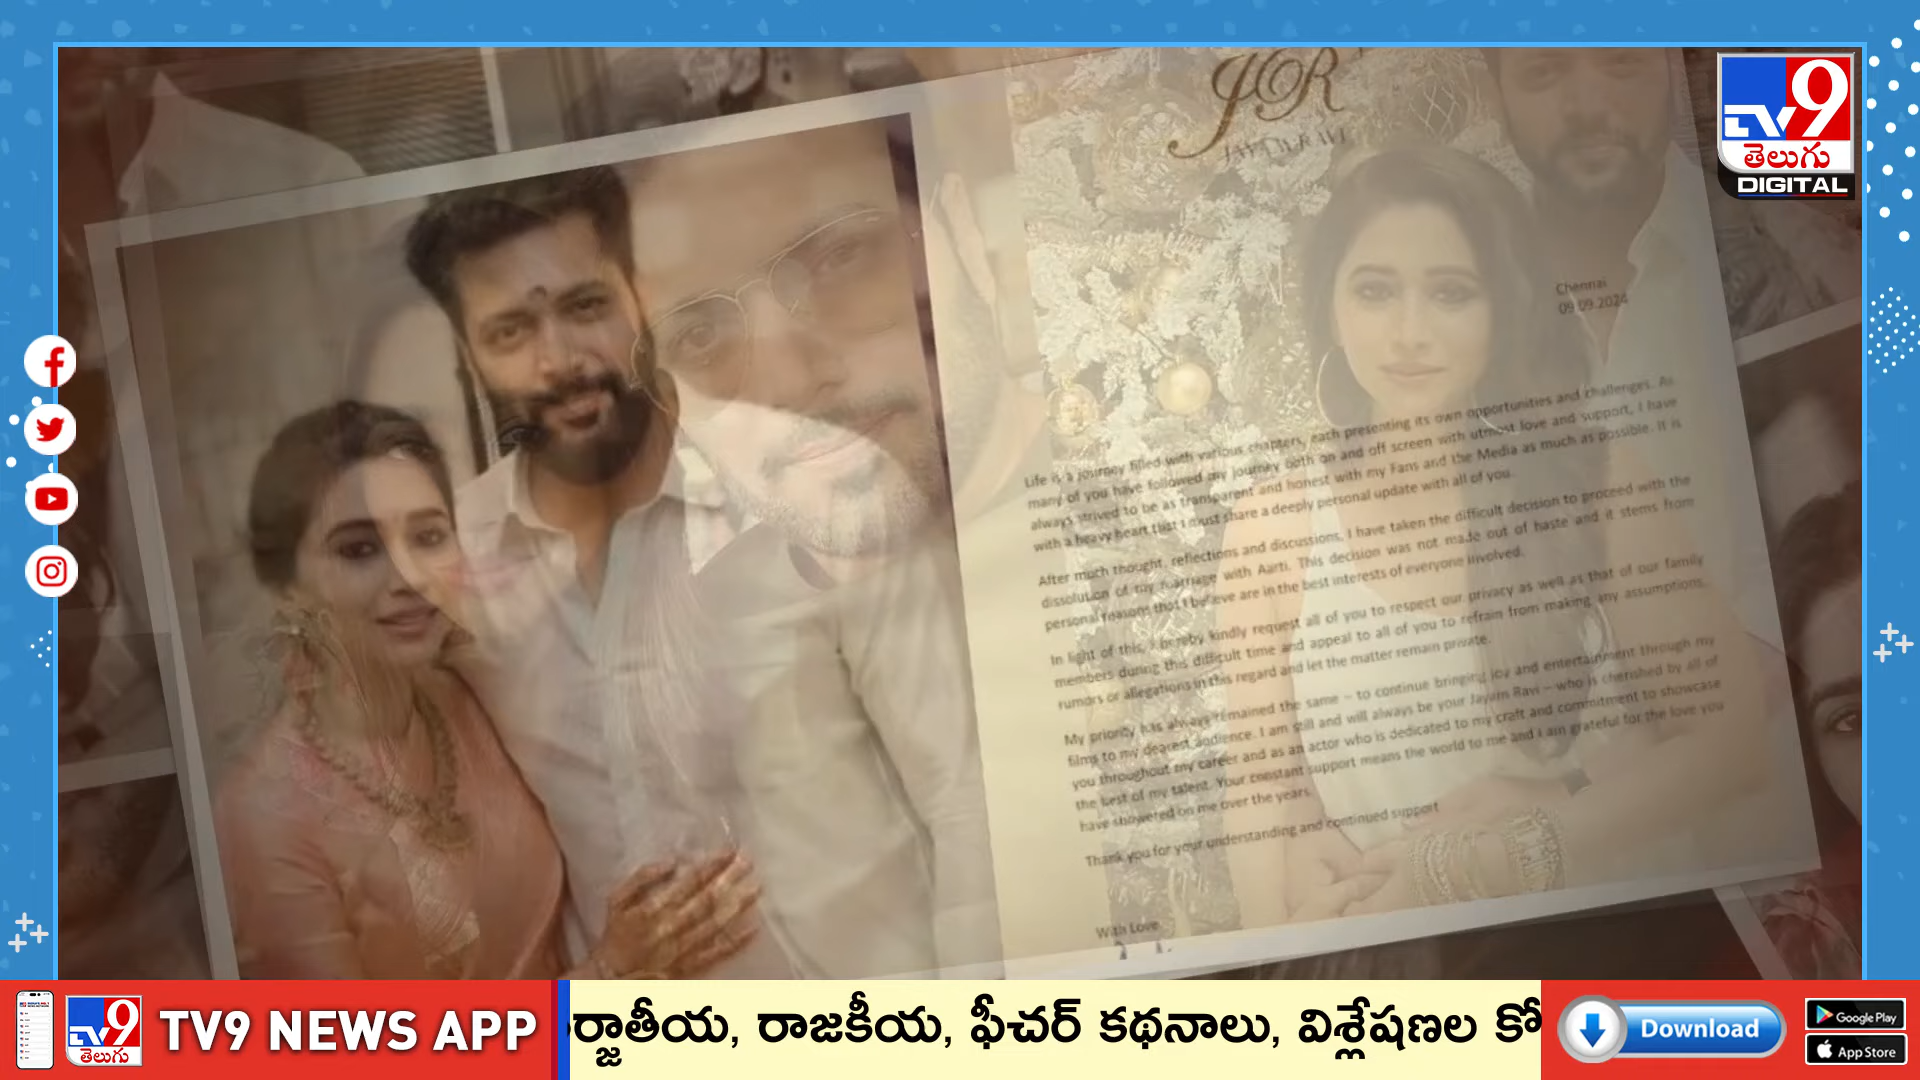 JR
JAYAM RAVI
TV9
తెలుగు
DIGITAL
Chennai
09.09.2024
Life is a journey filled with various chapters, each presenting its own opportunities and challenges. As
many of you have followed my journey both on and off screen with utmost love and support, I have
always strived to be as transparent and honest with my Fans and the Media as much as possible. It is
with a heavy heart that I must share a deeply personal update with all of you.
After much thought, reflections and discussions, I have taken the difficult decision to proceed with the
dissolution of my marriage with Aarti. This decision was not made out of haste and it stems from
personal reasons that I believe are in the best interests of everyone involved.
In light of this, I hereby kindly request all of you to respect our privacy as well as that of our family
members during this difficult time and appeal to all of you to refrain from making any assumptions,
rumors or allegations in this regard and let the matter remain private.
My priority has always remained the same – to continue bringing joy and entertainment through my
films to my dearest audience. I am still and will always be your Jayam Ravi – who is cherished by all of
you throughout my career and as an actor who is dedicated to my craft and commitment to showcase
the best of my talent. Your constant support means the world to me and I am grateful for the love you
have showered on me over the years.
Thank you for your understanding and continued support
With Love
TV9
తెలుగు
TV9 NEWS APP
ర్జాతీయ, రాజకీయ, ఫీచర్ కథనాలు, విశ్లేషణల కో
Download
Google Play
App Store